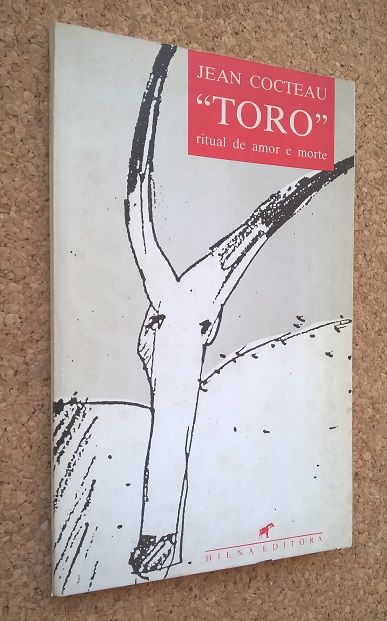 JEAN COCTEAU
“TORO”
ritual de amor e morte
HIENA EDITORA